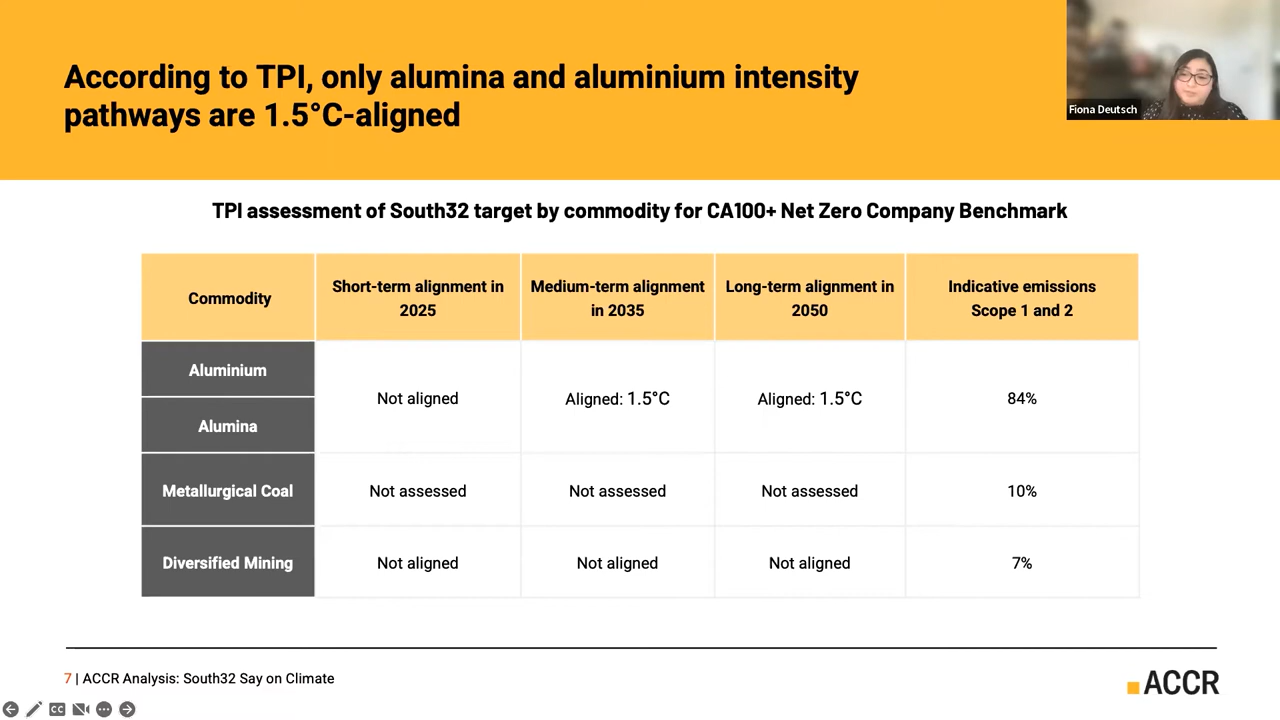 According to TPI, only alumina and aluminium intensity
pathways are 1.5°C-aligned
Fiona Deutsch
TPI assessment of South32 target by commodity for CA100+ Net Zero Company Benchmark
Commodity
Short-term alignment in
2025
Medium-term alignment
in 2035
Long-term alignment in
2050
Indicative emissions
Scope 1 and 2
Aluminium
Alumina
Not aligned
Aligned: 1.5°C
Aligned: 1.5°C
84%
Metallurgical Coal
Not assessed
Not assessed
Not assessed
10%
Diversified Mining
Not aligned
Not aligned
Not aligned
7%
7 | ACCR Analysis: South32 Say on Climate
ACCR
CC